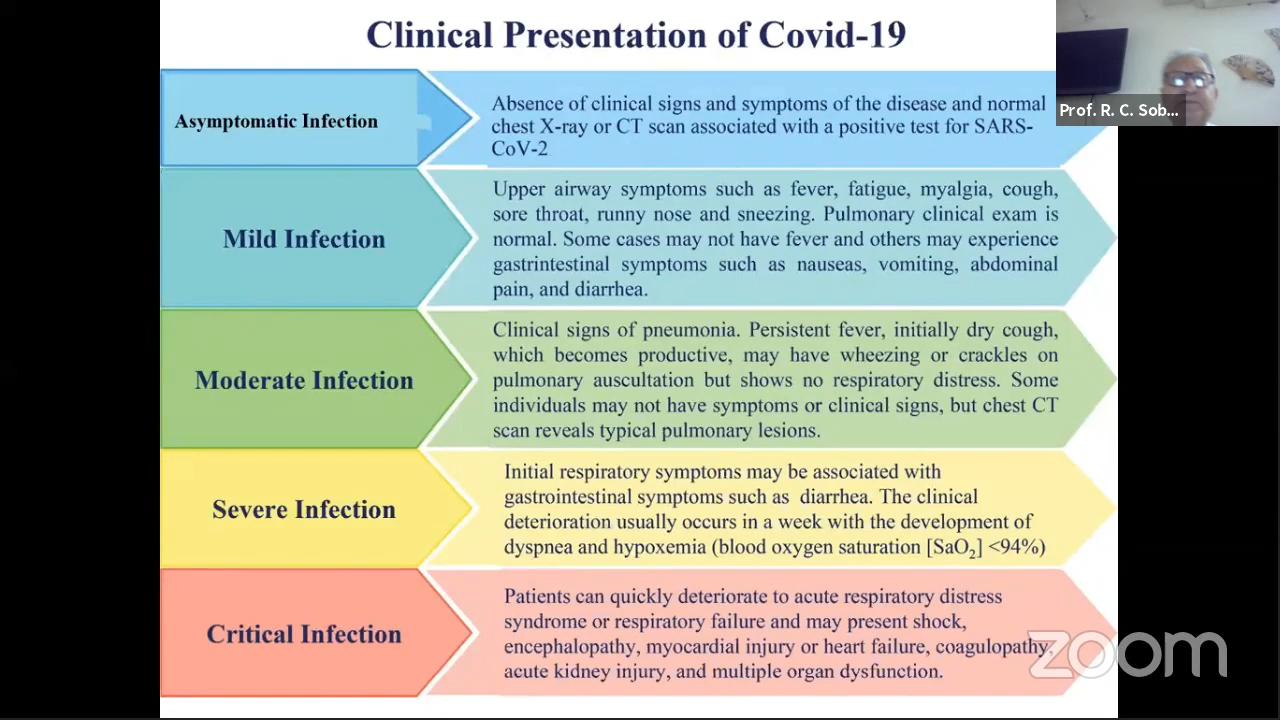 Clinical Presentation of Covid-19
Prof. R. C. Sob...
Asymptomatic Infection
Absence of clinical signs and symptoms of the disease and normal
chest X-ray or CT scan associated with a positive test for SARS-
CoV-2
Mild Infection
Upper airway symptoms such as fever, fatigue, myalgia, cough,
sore throat, runny nose and sneezing. Pulmonary clinical exam is
normal. Some cases may not have fever and others may experience
gastrintestinal symptoms such as nauseas, vomiting, abdominal
pain, and diarrhea.
Moderate Infection
Clinical signs of pneumonia. Persistent fever, initially dry cough,
which becomes productive, may have wheezing or crackles on
pulmonary auscultation but shows no respiratory distress. Some
individuals may not have symptoms or clinical signs, but chest CT
scan reveals typical pulmonary lesions.
Severe Infection
Initial respiratory symptoms may be associated with
gastrointestinal symptoms such as diarrhea. The clinical
deterioration usually occurs in a week with the development of
dyspnea and hypoxemia (blood oxygen saturation [SaO₂] <94%)
Critical Infection
Patients can quickly deteriorate to acute respiratory distress
syndrome or respiratory failure and may present shock,
encephalopathy, myocardial injury or heart failure, coagulopathy,
acute kidney injury, and multiple organ dysfunction.
zoom